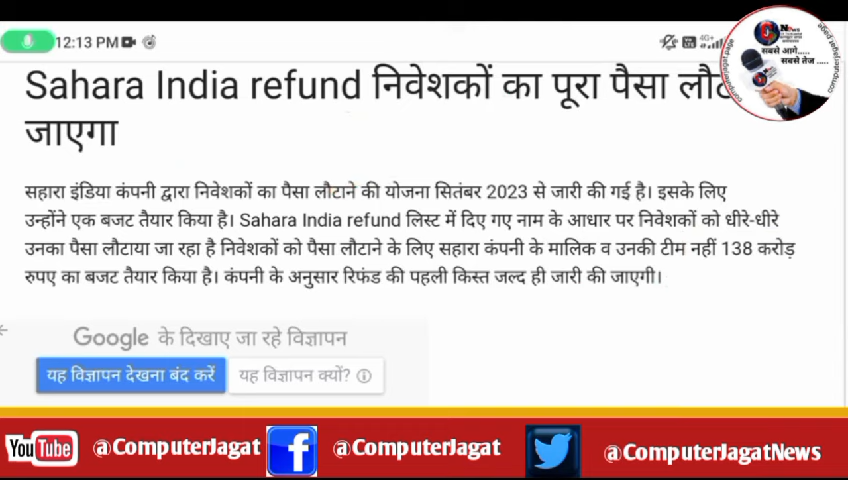 12:13 PM
4G+
News
सबसे आगे.....
सबसे तेज .....
Sahara India refund निवेशकों का पूरा पैसा
जाएगा
सहारा इंडिया कंपनी द्वारा निवेशकों का पैसा लौटाने की योजना सितंबर 2023 से जारी की गई है। इसके लिए
उन्होंने एक बजट तैयार किया है। Sahara India refund लिस्ट में दिए गए नाम के आधार पर निवेशकों को धीरे-धीरे
उनका पैसा लौटाया जा रहा है निवेशकों को पैसा लौटाने के लिए सहारा कंपनी के मालिक व उनकी टीम नहीं 138 करोड़
रुपए का बजट तैयार किया है। कंपनी के अनुसार रिफंड की पहली किस्त जल्द ही जारी की जाएगी।
Google के दिखाए जा रहे विज्ञापन
यह विज्ञापन देखना बंद करें यह विज्ञापन क्यों?
YouTube @ComputerJagat @ComputerJagat @ComputerJagatNews